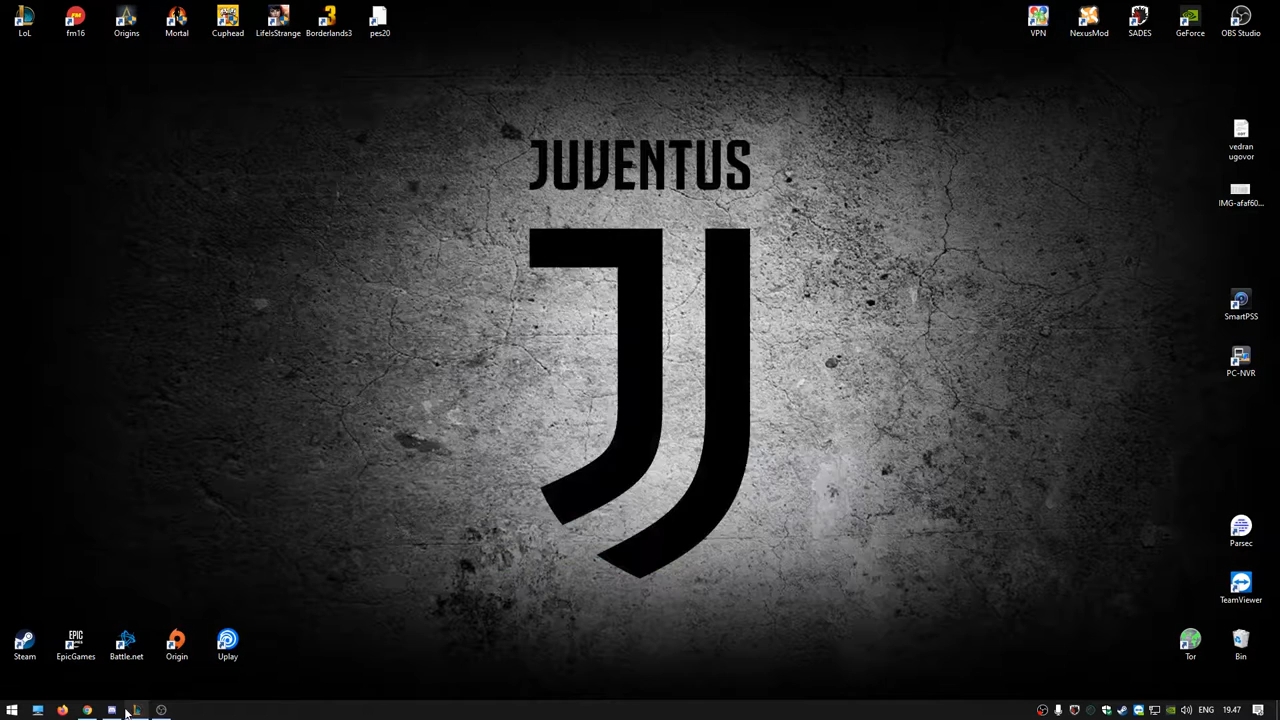 LoL
fm16
Origins
Mortal
Cuphead
LifeIsStrange
Borderlands3
pes20
VPN
NexusMod
SADES
GeForce
OBS Studio
JUVENTUS
vedran
ugovor
IMG-afaf60...
SmartPSS
PC-NVR
Parsec
TeamViewer
Steam
EPIC
EpicGames
Battle.net
Origin
Uplay
Tor
Bin
ENG
19.47